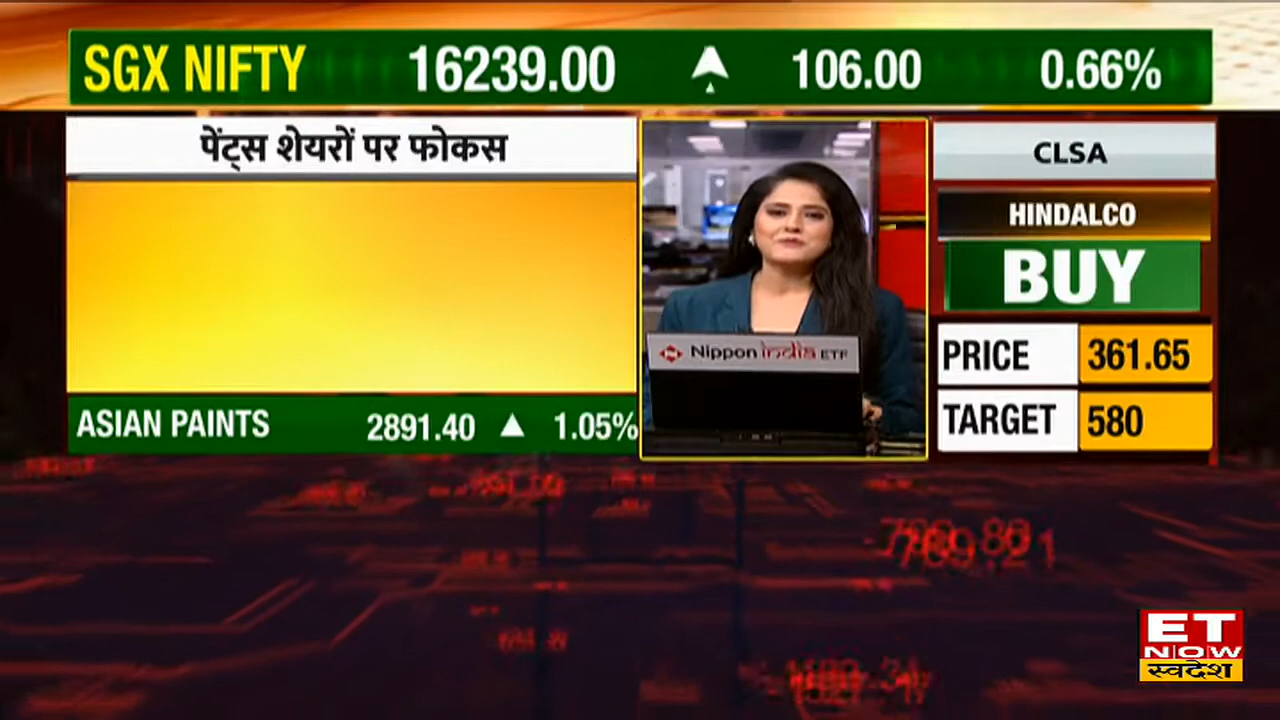 SGX NIFTY 16239.00 106.00 0.66%
पेंट्स शेयरों पर फोकस
ASIAN PAINTS 2891.40 1.05%
Nippon india ETF
CLSA
HINDALCO
BUY
PRICE 361.65
TARGET 580
ET
NOW
स्वदेश